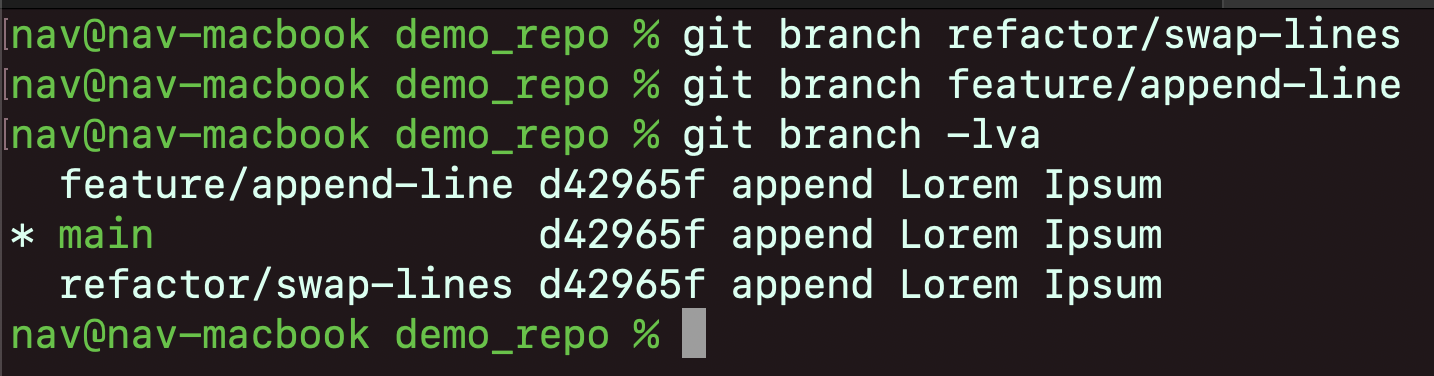 nav@nav-macbook demo_repo % git branch refactor/swap-lines
nav@nav-macbook demo_repo % git branch feature/append-line
nav@nav-macbook demo_repo % git branch -lva
  feature/append-line d42965f append Lorem Ipsum
* main                d42965f append Lorem Ipsum
  refactor/swap-lines d42965f append Lorem Ipsum
nav@nav-macbook demo_repo %